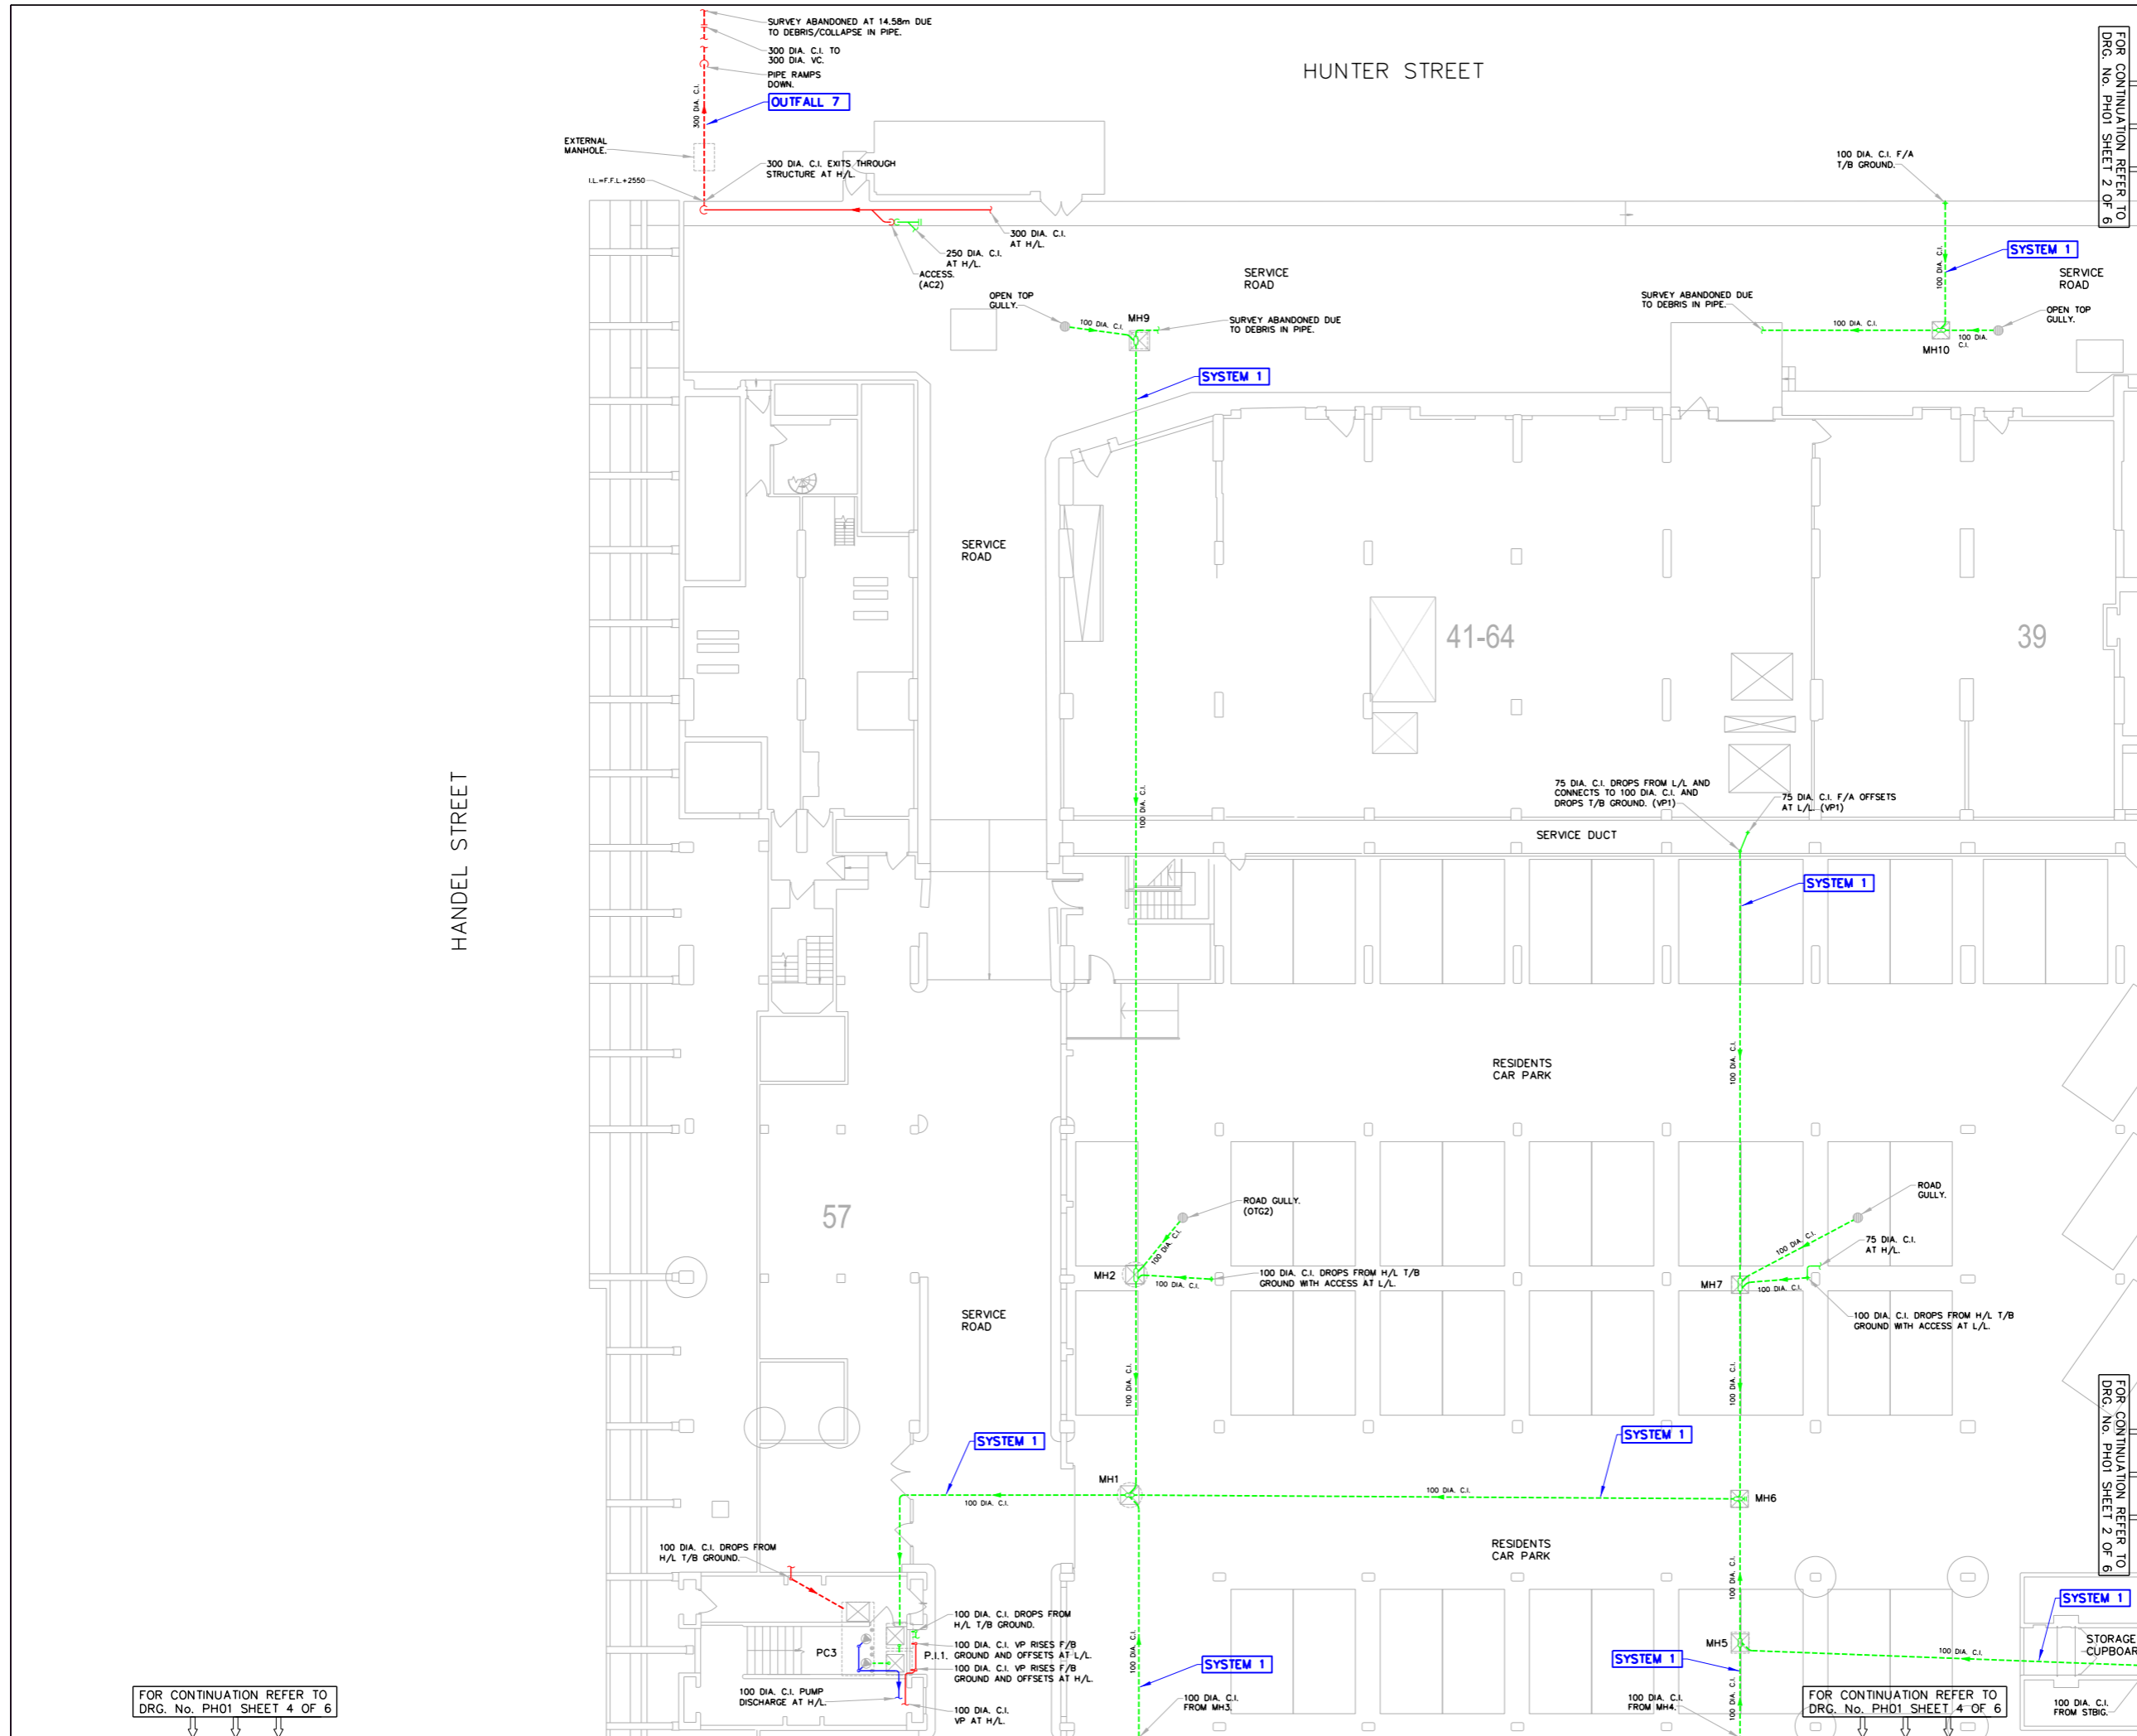 SURVEY ABANDONED AT 14.58m DUE
TO DEBRIS/COLLAPSE IN PIPE.
300 DIA. C.I. TO
300 DIA. VC.
PIPE RAMPS
DOWN.
OUTFALL 7
300 DIA. C.I.
HUNTER STREET
FOR CONTINUATION REFER TO
DRG. No. PH01 SHEET 2 OF 6
EXTERNAL
MANHOLE.
300 DIA. C.I. EXITS THROUGH
STRUCTURE AT H/L.
I.L.=F.F.L.+2550
100 DIA. C.I. F/A
T/B GROUND.
300 DIA. C.I.
AT H/L.
250 DIA. C.I.
AT H/L.
ACCESS.
(AC2)
SERVICE
ROAD
100 DIA. C.I.
SYSTEM 1
SERVICE
ROAD
OPEN TOP
GULLY.
100 DIA. C.I.
MH9
SURVEY ABANDONED DUE
TO DEBRIS IN PIPE.
SURVEY ABANDONED DUE
TO DEBRIS IN PIPE.
100 DIA. C.I.
MH10
100 DIA.
C.I.
OPEN TOP
GULLY.
SYSTEM 1
SERVICE
ROAD
41-64
39
HANDEL STREET
100 DIA. C.I.
75 DIA. C.I. DROPS FROM L/L AND
CONNECTS TO 100 DIA. C.I. AND
DROPS T/B GROUND. (VP1)
75 DIA. C.I. F/A OFFSETS
AT L/L. (VP1)
SERVICE DUCT
SYSTEM 1
100 DIA. C.I.
RESIDENTS
CAR PARK
57
ROAD GULLY.
(OTG2)
100 DIA. C.I.
MH2
100 DIA. C.I.
100 DIA. C.I. DROPS FROM H/L T/B
GROUND WITH ACCESS AT L/L.
ROAD
GULLY.
100 DIA. C.I.
75 DIA. C.I.
AT H/L.
MH7
100 DIA. C.I.
100 DIA. C.I. DROPS FROM H/L T/B
GROUND WITH ACCESS AT L/L.
SERVICE
ROAD
100 DIA. C.I.
100 DIA. C.I.
FOR CONTINUATION REFER TO
DRG. No. PH01 SHEET 2 OF 6
SYSTEM 1
SYSTEM 1
MH1
100 DIA. C.I.
100 DIA. C.I.
MH6
RESIDENTS
CAR PARK
100 DIA. C.I. DROPS FROM
H/L T/B GROUND.
100 DIA. C.I.
100 DIA. C.I. DROPS FROM
H/L T/B GROUND.
PC3
P.I.1.
100 DIA. C.I. VP RISES F/B
GROUND AND OFFSETS AT L/L.
100 DIA. C.I. VP RISES F/B
GROUND AND OFFSETS AT H/L.
100 DIA. C.I. PUMP
DISCHARGE AT H/L.
100 DIA. C.I.
VP AT H/L.
100 DIA. C.I.
SYSTEM 1
100 DIA. C.I.
FROM MH3.
MH5
SYSTEM 1
100 DIA. C.I.
FROM MH4.
100 DIA. C.I.
100 DIA. C.I.
SYSTEM 1
STORAGE
CUPBOAR
100 DIA. C.I.
FROM STBIG.
FOR CONTINUATION REFER TO
DRG. No. PH01 SHEET 4 OF 6
FOR CONTINUATION REFER TO
DRG. No. PH01 SHEET 4 OF 6